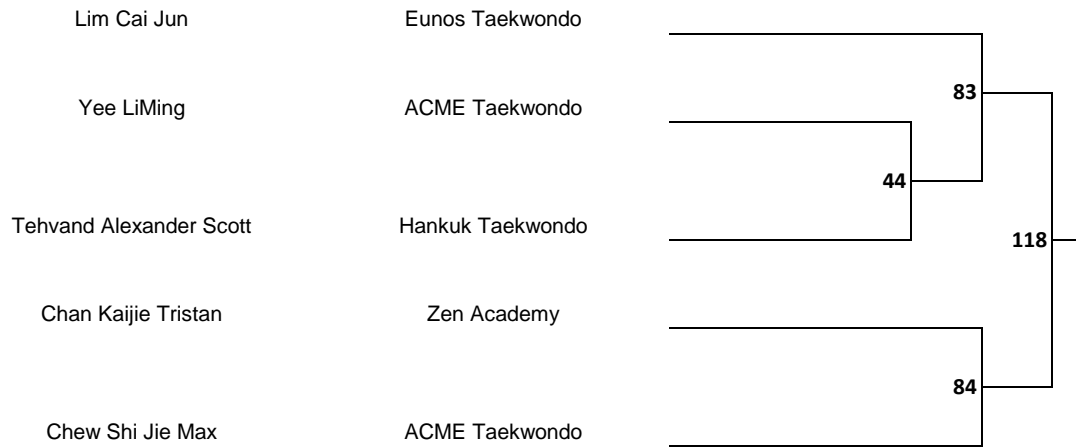 Lim Cai Jun Eunos Taekwondo
83
Yee LiMing ACME Taekwondo
44
Tehvand Alexander Scott Hankuk Taekwondo
118
Chan Kaijie Tristan Zen Academy
84
Chew Shi Jie Max ACME Taekwondo